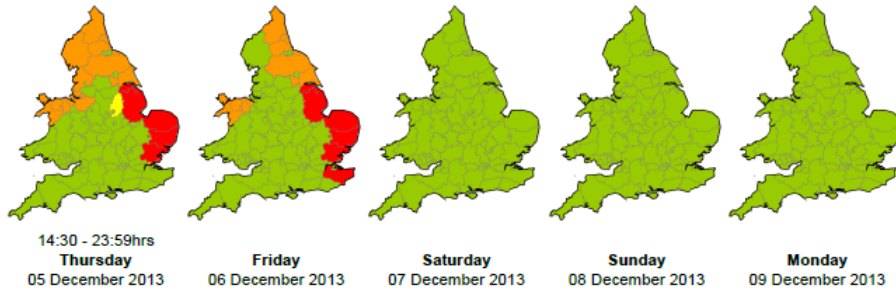 14:30 - 23:59hrs
Thursday
05 December 2013
Friday
06 December 2013
Saturday
07 December 2013
Sunday
08 December 2013
Monday
09 December 2013